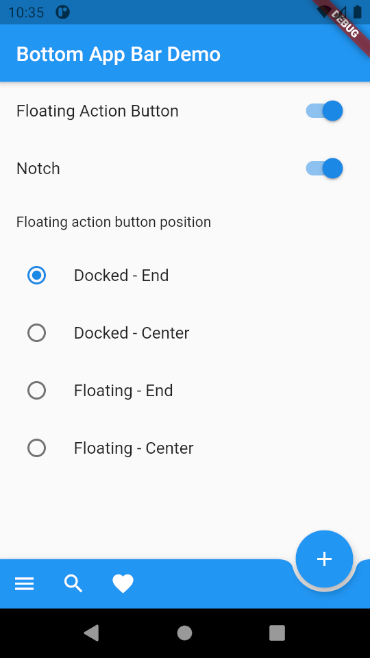 10:35
DEBUG
Bottom App Bar Demo
Floating Action Button
Notch
Floating action button position
Docked - End
Docked - Center
Floating - End
Floating - Center